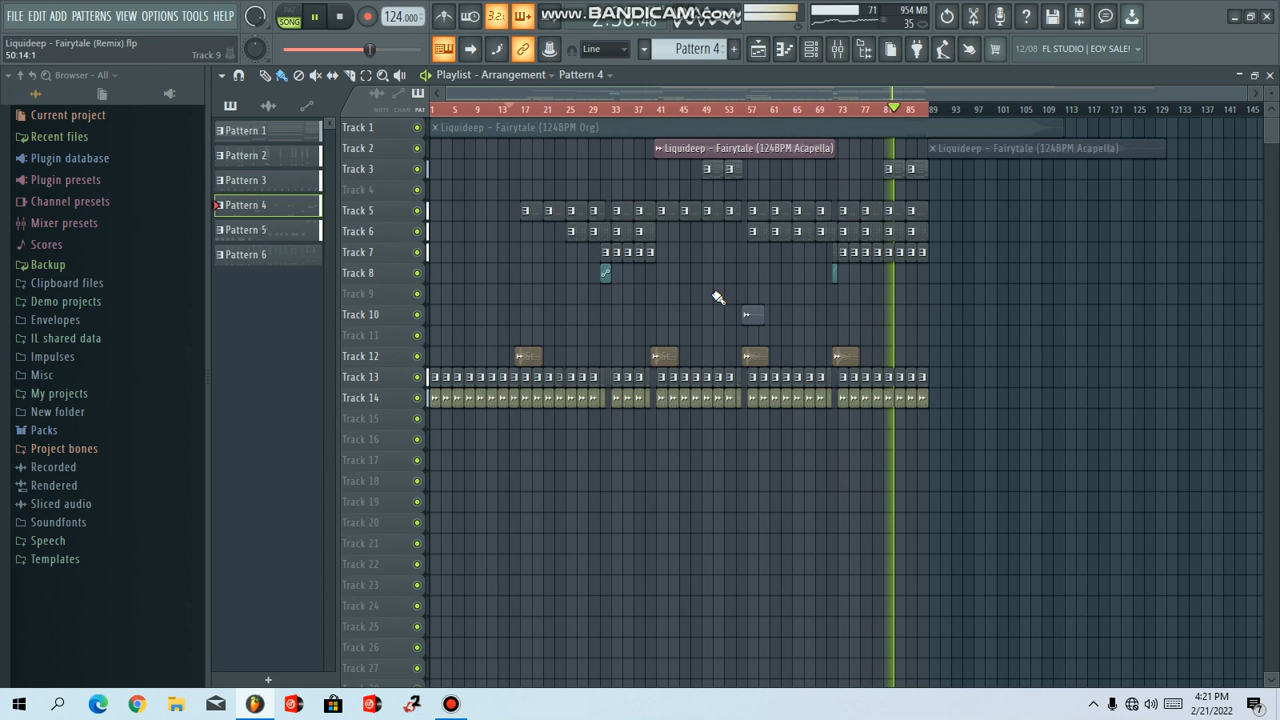 FILE EDIT ADD PATTERNS VIEW OPTIONS TOOLS HELP
PAT
SONG
124.000
3.2.
www.BANDICAM.com
71
954 MB
35
Liquideep - Fairytale (Remix).flp
50:14:1
Track 9
Line
Pattern 4
12/08 FL STUDIO | EOY SALE!
Browser - All
Playlist - Arrangement
Pattern 4
NOTE CHAN PAT
1 5 9 13 17 21 25 29 33 37 41 45 49 53 57 61 65 69 73 77 85 89 93 97 101 105 109 113 117 121 125 129 133 137 141 145
Current project
Recent files
Plugin database
Plugin presets
Channel presets
Mixer presets
Scores
Backup
Clipboard files
Demo projects
Envelopes
IL shared data
Impulses
Misc
My projects
New folder
Packs
Project bones
Recorded
Rendered
Sliced audio
Soundfonts
Speech
Templates
Pattern 1
Pattern 2
Pattern 3
Pattern 4
Pattern 5
Pattern 6
+
Track 1
Liquideep - Fairytale (124BPM Org)
Track 2
Liquideep - Fairytale (124BPM Acapella)
Liquideep - Fairytale (124BPM Acapella)
Track 3
Track 4
Track 5
Track 6
Track 7
Track 8
Track 9
Track 10
Track 11
Track 12
Track 13
Track 14
Track 15
Track 16
Track 17
Track 18
Track 19
Track 20
Track 21
Track 22
Track 23
Track 24
Track 25
Track 26
Track 27
4:21 PM
2/21/2022
7